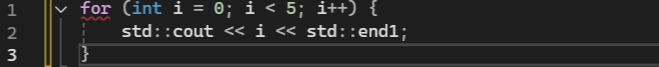 1 for (int i = 0; i < 5; i++) {
2 std::cout << i << std::end1;
3 }